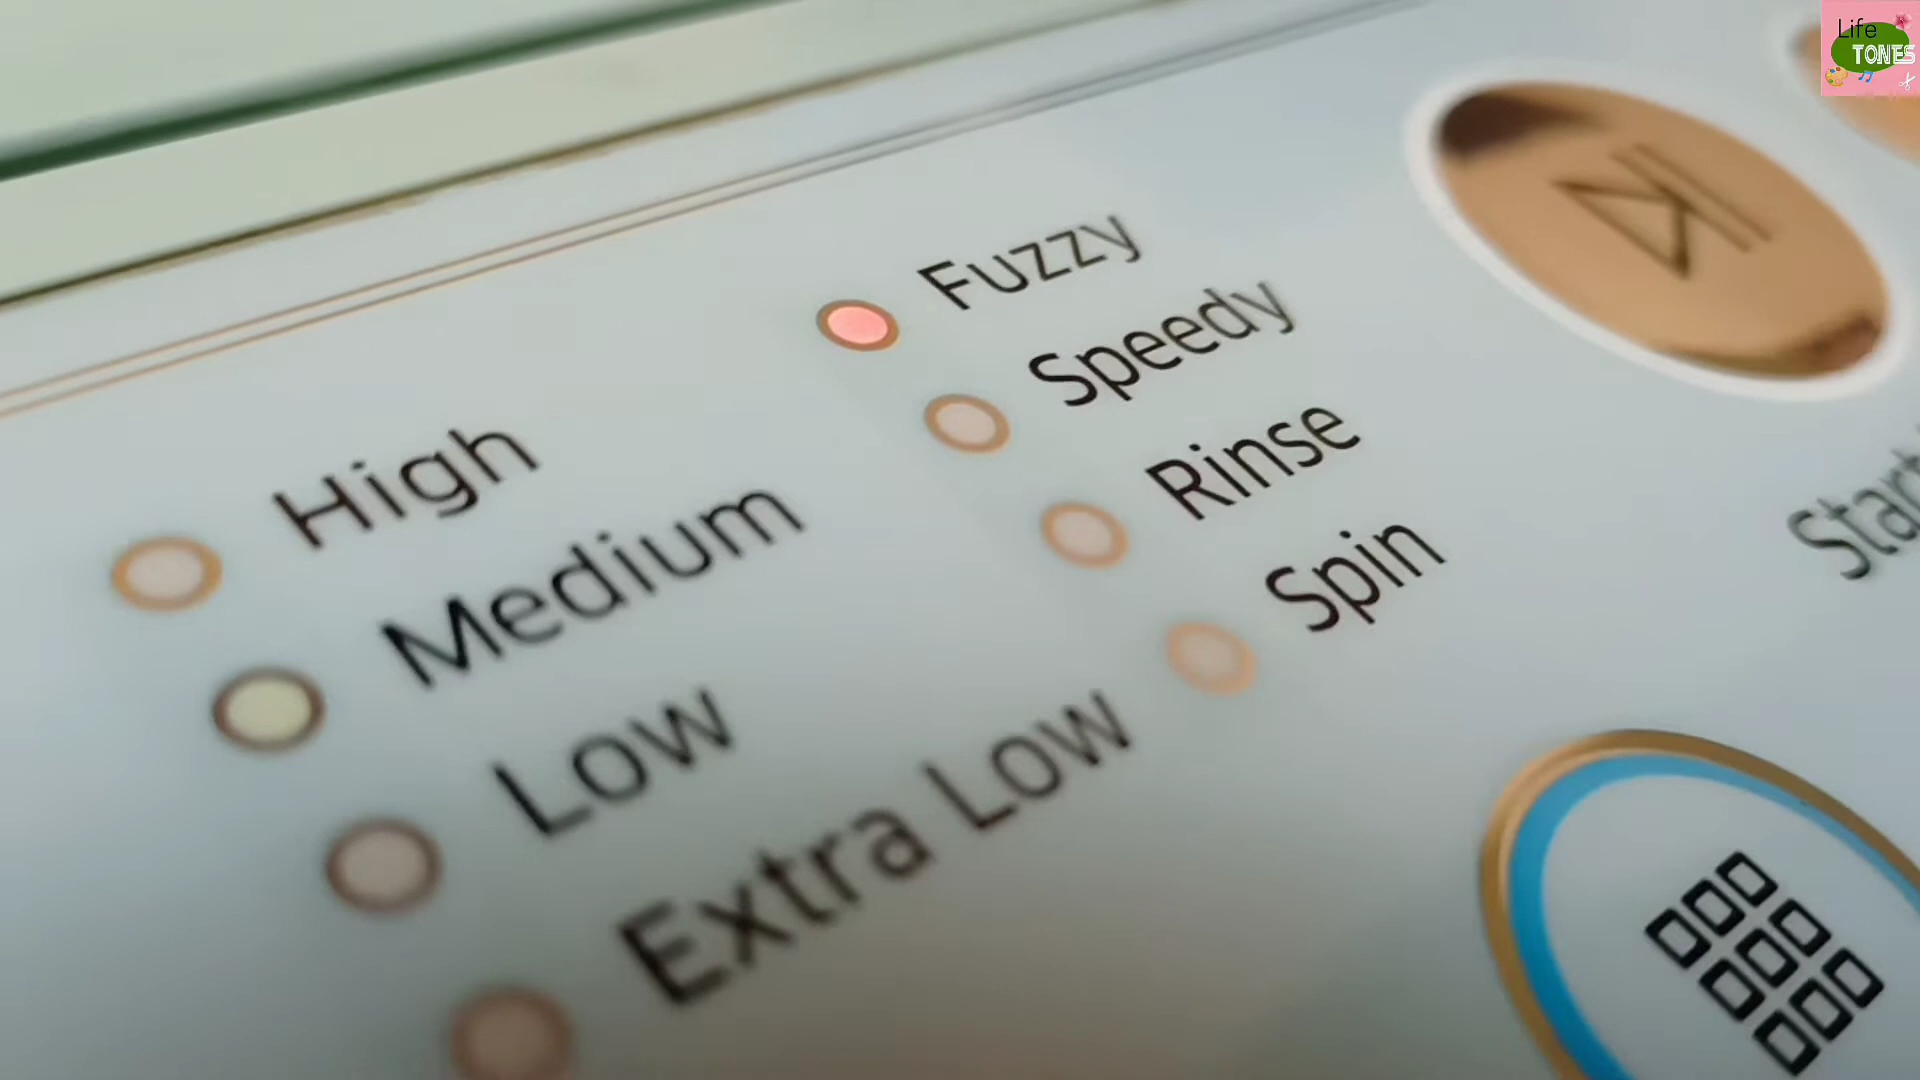 Life
TONES
Fuzzy
Speedy
Rinse
Spin
High
Medium
Low
Extra Low